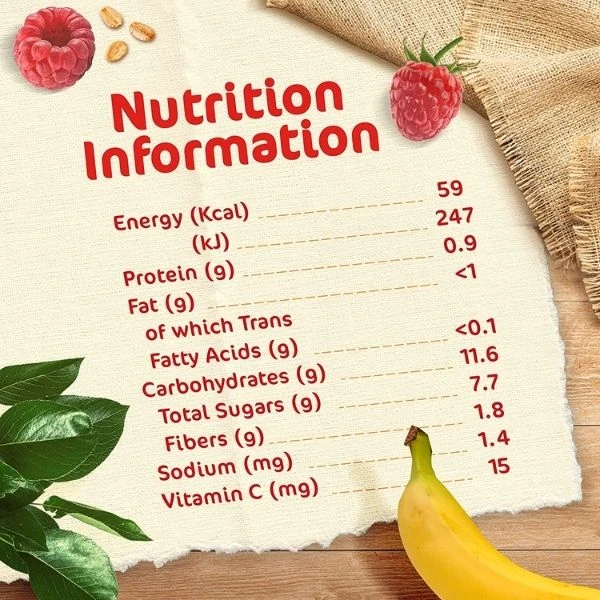 Nutrition
Information
Energy (Kcal) 59
(kJ) 247
Protein (g) 0.9
Fat (g) <1
of which Trans
Fatty Acids (g) <0.1
Carbohydrates (g) 11.6
Total Sugars (g) 7.7
Fibers (g) 1.8
Sodium (mg) 1.4
Vitamin C (mg) 15